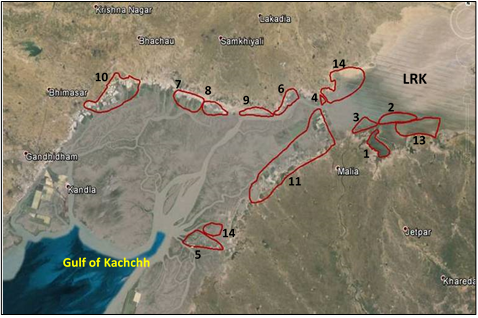 Krishna Nagar
Lakadia
Bhachau
Samkhiyali
14
LRK
10
Bhimasar
7
8
9
6
4
3
2
13
1
Gandhidham
Malia
11
Kandla
14
5
Jetpar
Gulf of Kachchh
Khareda